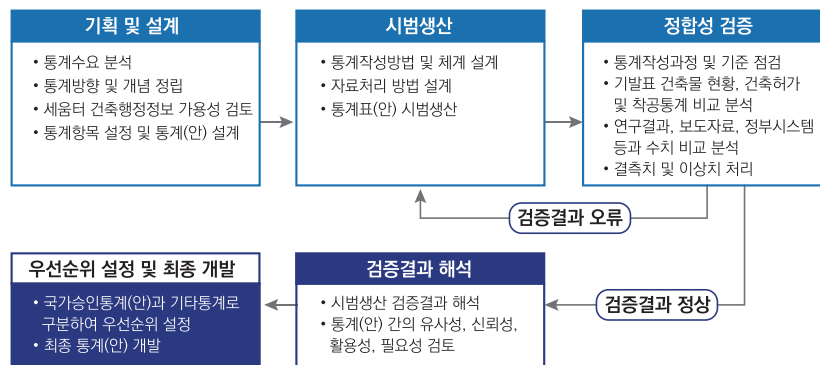 기획 및 설계
• 통계수요 분석
• 통계방향 및 개념 정립
• 세움터 건축행정정보 가용성 검토
• 통계항목 설정 및 통계(안) 설계
시범생산
• 통계작성방법 및 체계 설계
• 자료처리 방법 설계
• 통계표(안) 시범생산
정합성 검증
• 통계작성과정 및 기준 점검
• 기발표 건축물 현황, 건축허가
및 착공통계 비교 분석
• 연구결과, 보도자료, 정부시스템
등과 수치 비교 분석
• 결측치 및 이상치 처리
검증결과 오류
검증결과 정상
검증결과 해석
• 시범생산 검증결과 해석
• 통계(안) 간의 유사성, 신뢰성,
활용성, 필요성 검토
우선순위 설정 및 최종 개발
• 국가승인통계(안)과 기타통계로
구분하여 우선순위 설정
• 최종 통계(안) 개발